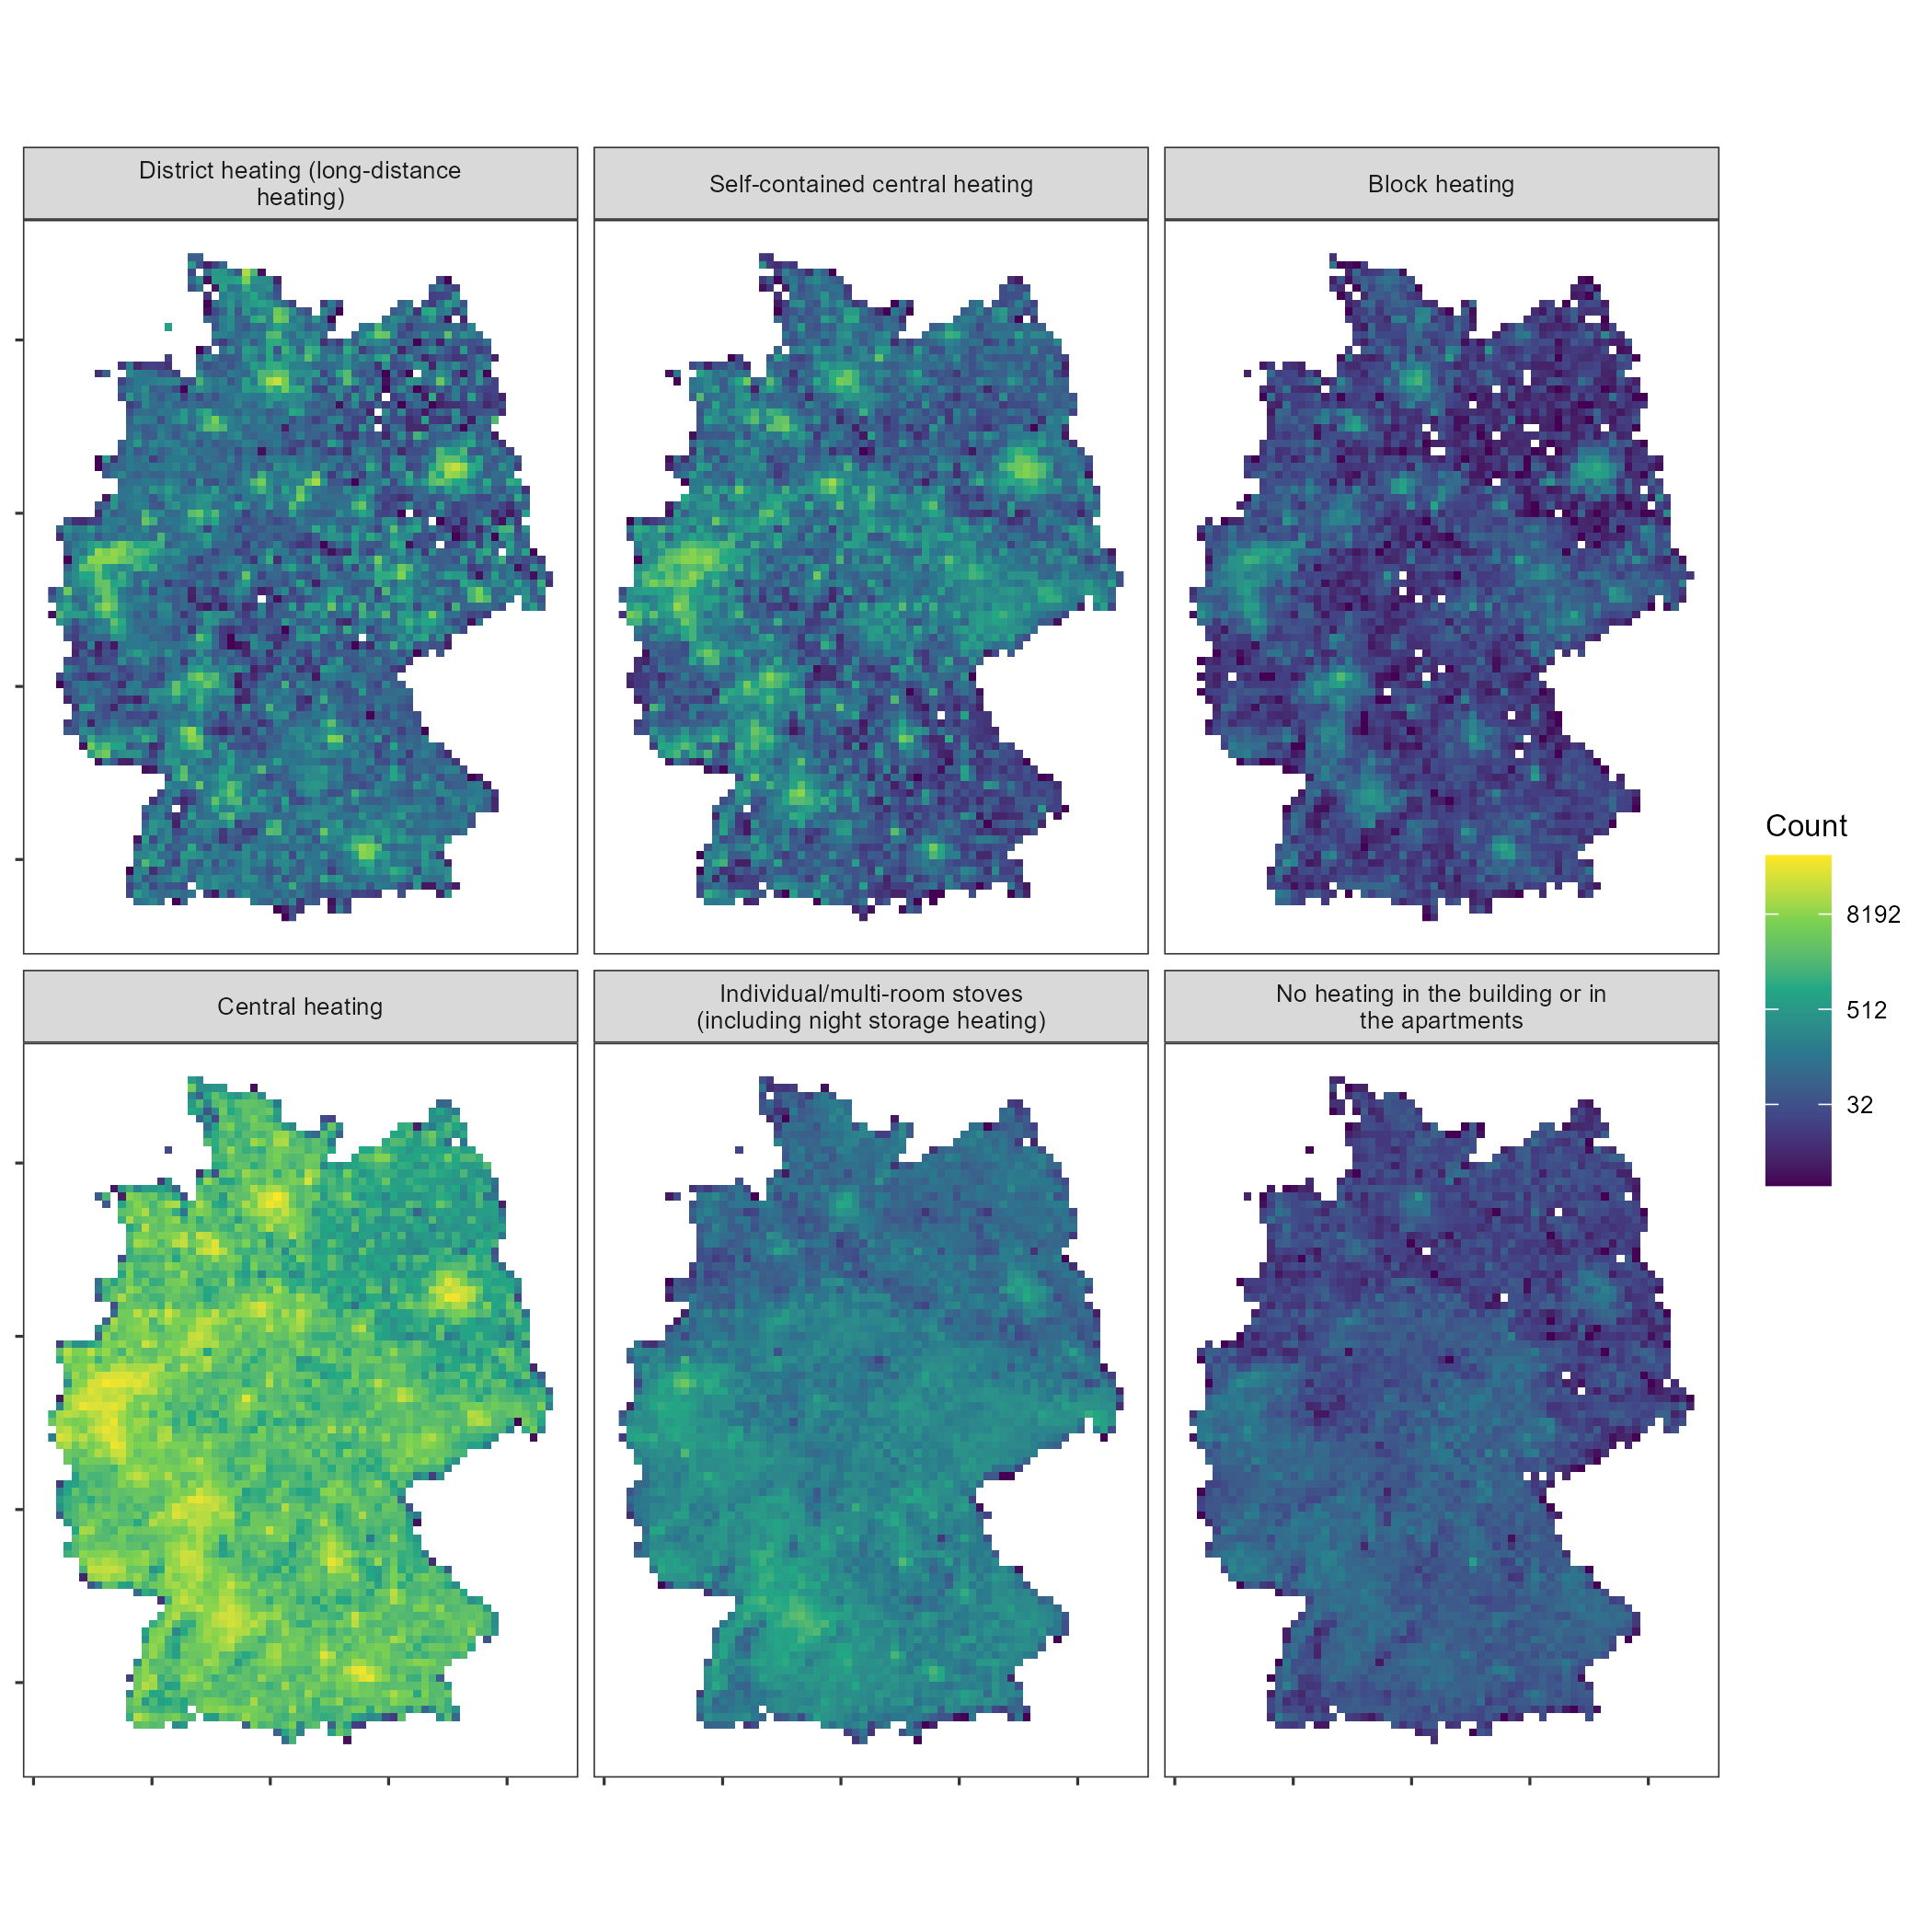 District heating (long-distance
heating)
Self-contained central heating
Block heating
Central heating
Individual/multi-room stoves
(including night storage heating)
No heating in the building or in
the apartments
Count
8192
512
32